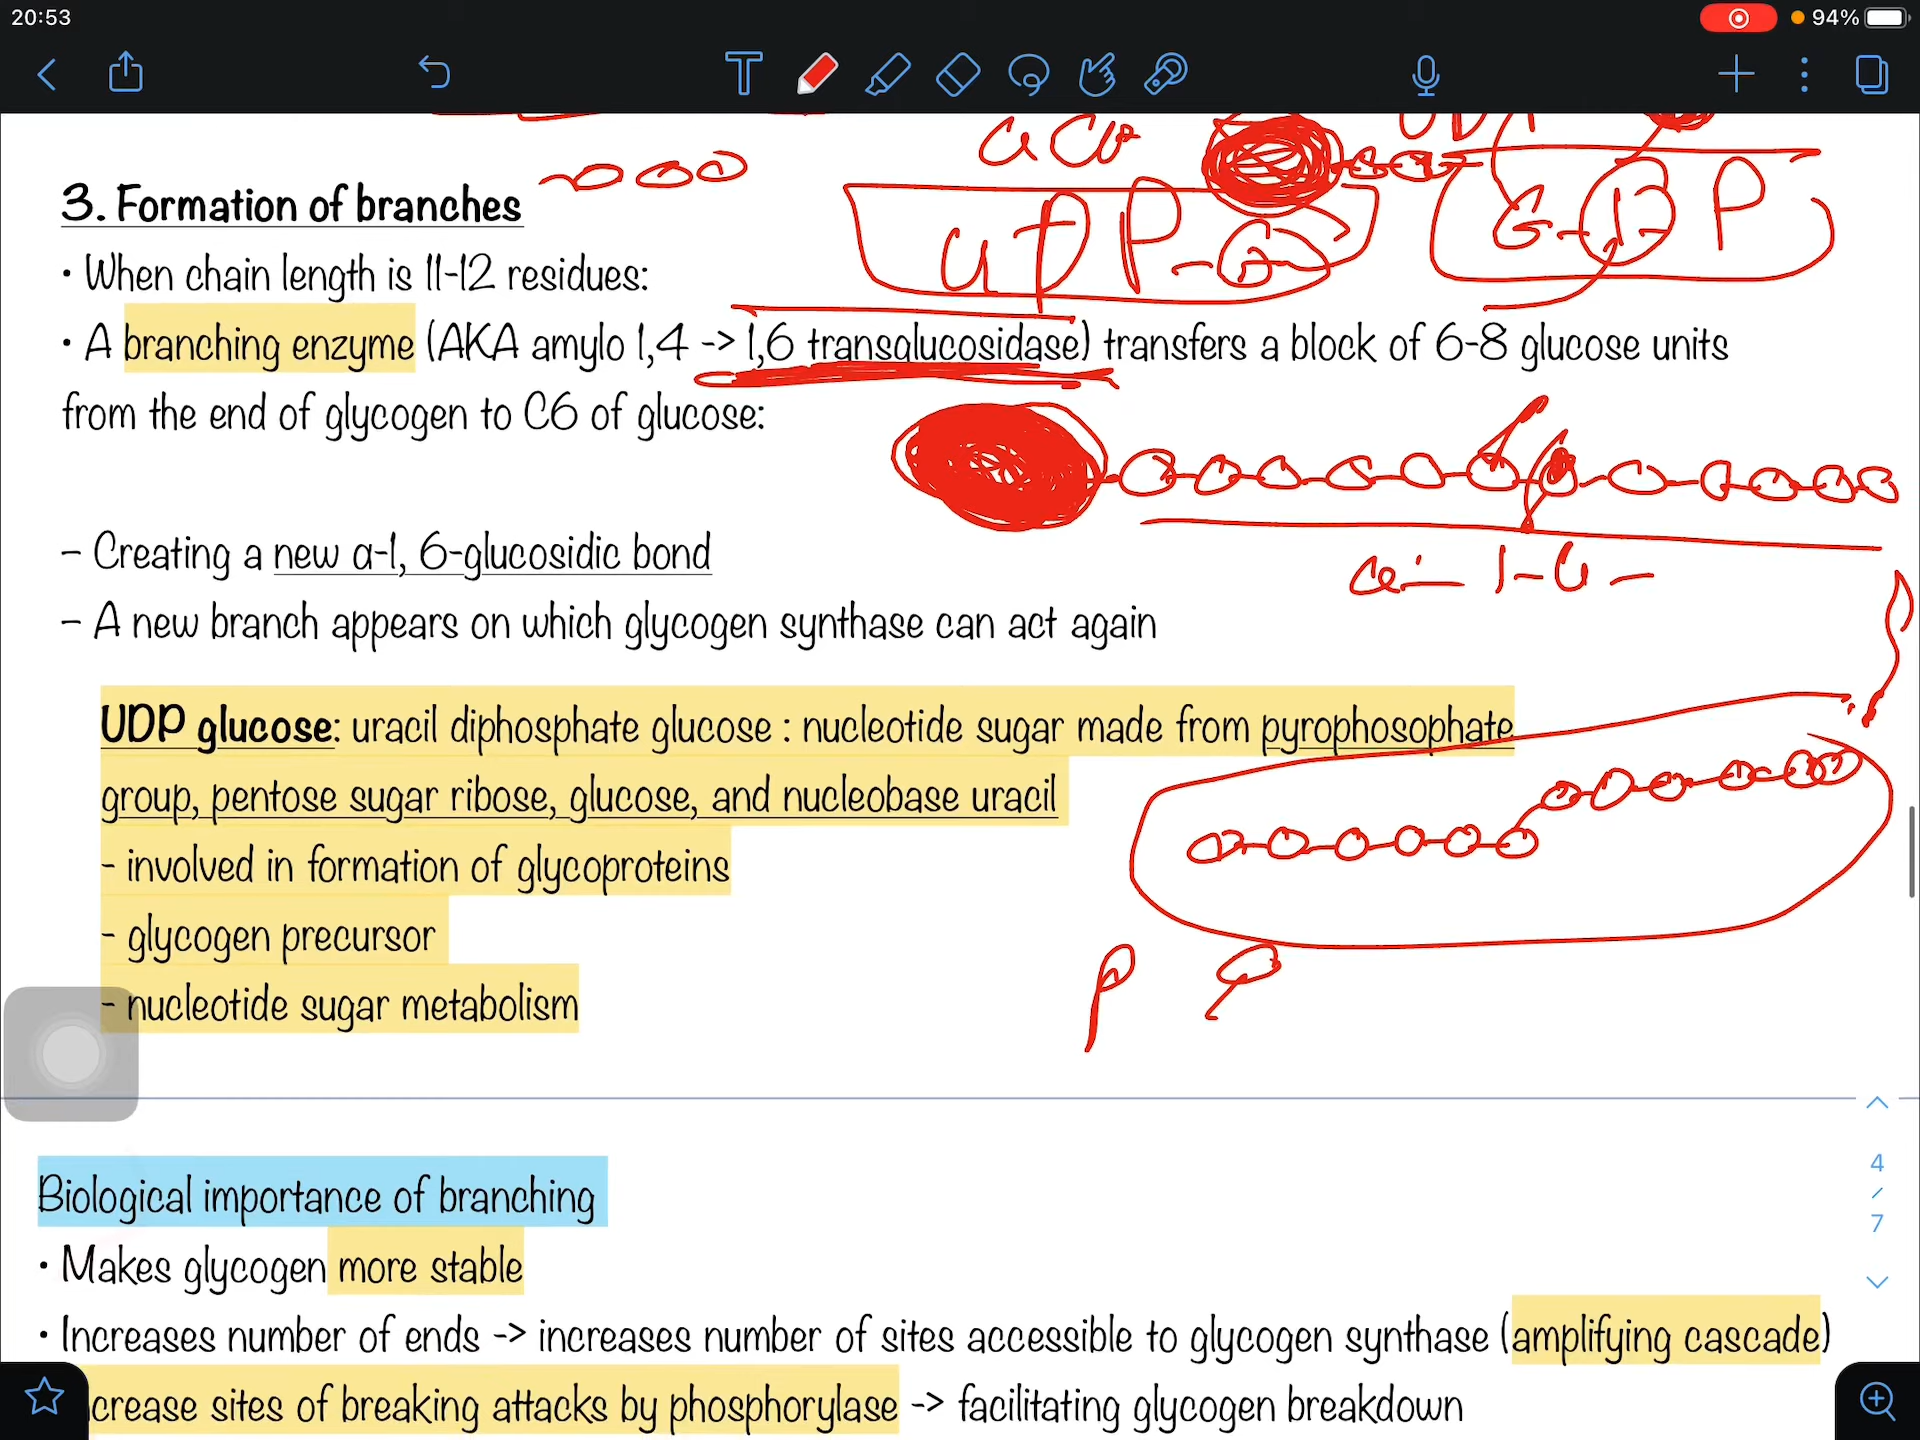 20:53
94%
3. Formation of branches
• When chain length is 11-12 residues:
• A branching enzyme (AKA amylo 1,4 -> 1,6 transglucosidase) transfers a block of 6-8 glucose units
from the end of glycogen to C6 of glucose:
- Creating a new α-1, 6-glucosidic bond
- A new branch appears on which glycogen synthase can act again
UDP glucose: uracil diphosphate glucose : nucleotide sugar made from pyrophosophate
group, pentose sugar ribose, glucose, and nucleobase uracil
- involved in formation of glycoproteins
- glycogen precursor
- nucleotide sugar metabolism
P
4
/
7
Biological importance of branching
• Makes glycogen more stable
• Increases number of ends -> increases number of sites accessible to glycogen synthase (amplifying cascade)
crease sites of breaking attacks by phosphorylase -> facilitating glycogen breakdown